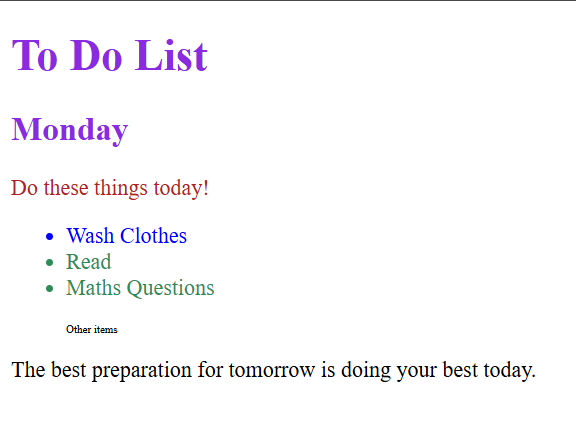 To Do List
Monday
Do these things today!
Wash Clothes
Read
Maths Questions
Other items
The best preparation for tomorrow is doing your best today.